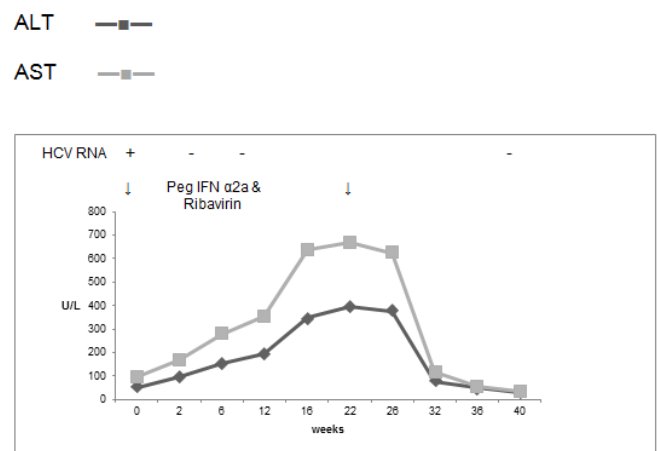 ALT
AST
HCV RNA + - - -
↓ Peg IFN α2a & ↓
Ribavirin
800
700
600
500
U/L 400
300
200
100
0
0 2 6 12 16 22 26 32 36 40
weeks